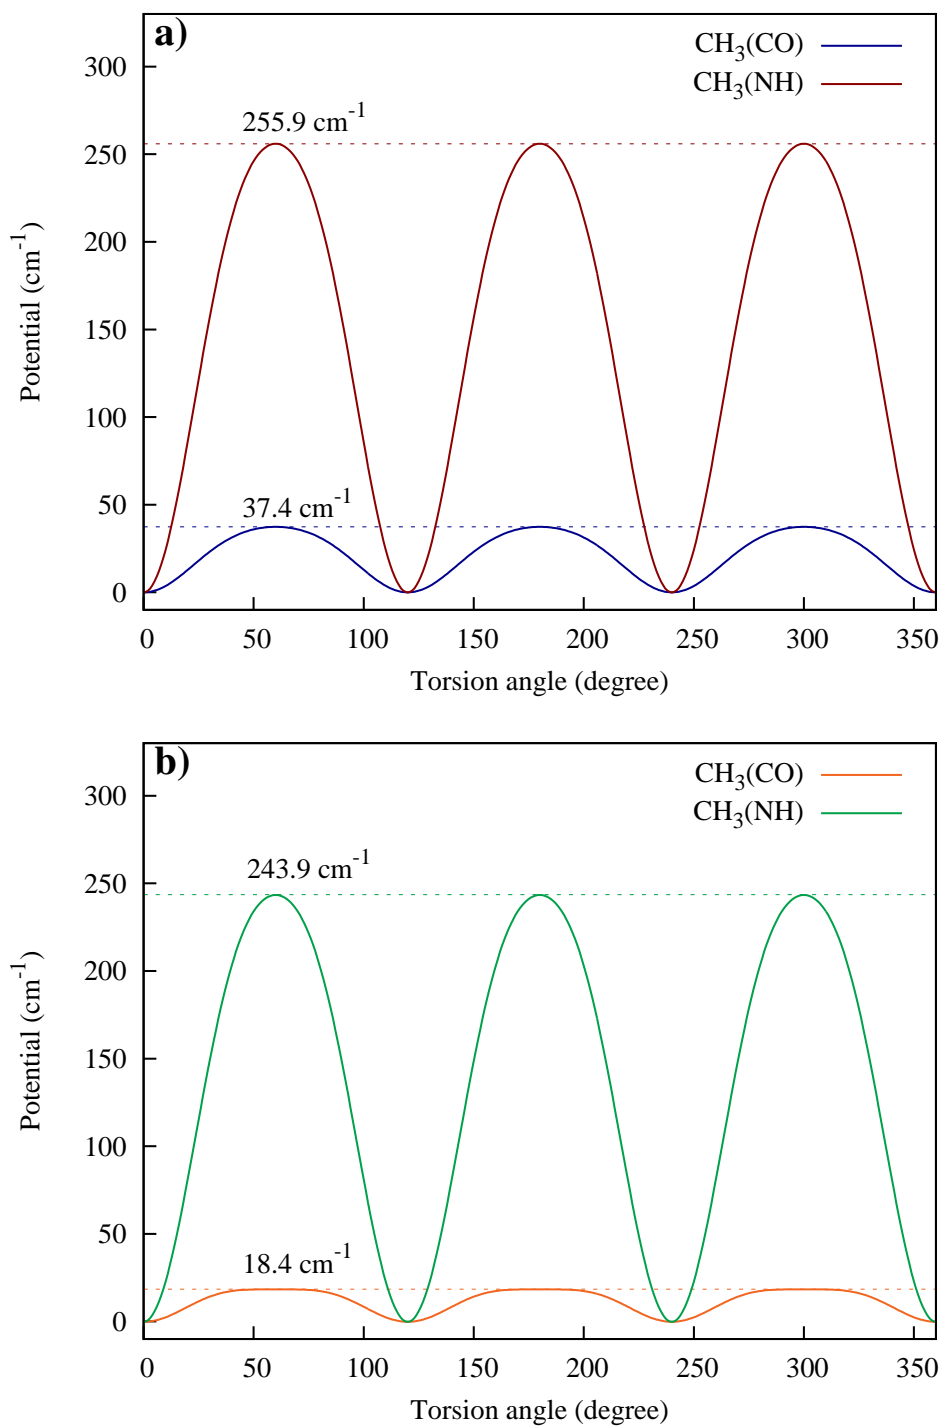 a)
CH₃(CO)
CH₃(NH)
300
255.9 cm⁻¹
250
200
150
100
50
37.4 cm⁻¹
0
Potential (cm⁻¹)
0 50 100 150 200 250 300 350
Torsion angle (degree)
b)
CH₃(CO)
CH₃(NH)
300
243.9 cm⁻¹
250
200
150
100
50
18.4 cm⁻¹
0
Potential (cm⁻¹)
0 50 100 150 200 250 300 350
Torsion angle (degree)